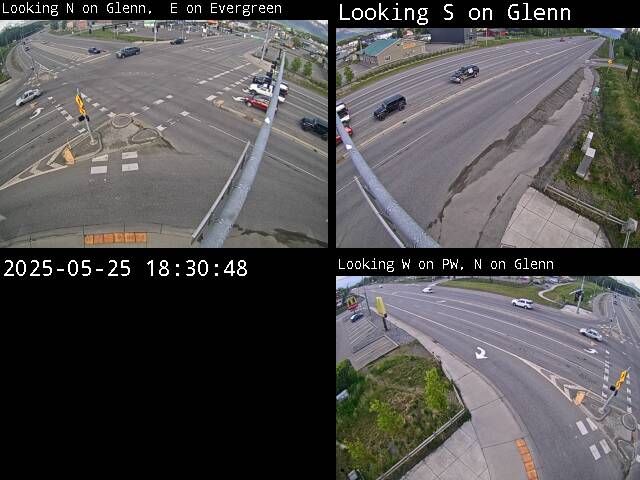 Looking N on Glenn,  E on Evergreen
Looking S on Glenn
2025-05-25 18:30:48
Looking W on PW, N on Glenn